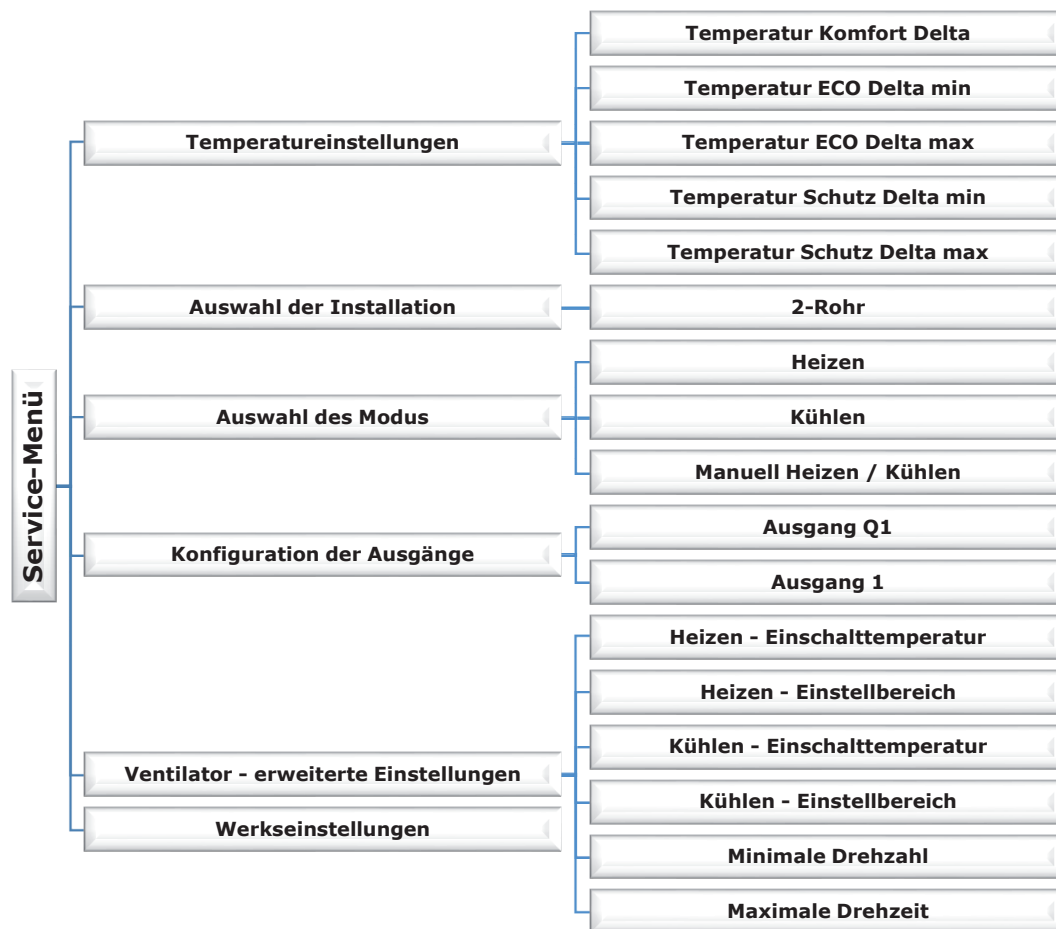 Service-Menü
Temperatureinstellungen
Temperatur Komfort Delta
Temperatur ECO Delta min
Temperatur ECO Delta max
Temperatur Schutz Delta min
Temperatur Schutz Delta max
Auswahl der Installation
2-Rohr
Auswahl des Modus
Heizen
Kühlen
Manuell Heizen / Kühlen
Konfiguration der Ausgänge
Ausgang Q1
Ausgang 1
Ventilator - erweiterte Einstellungen
Heizen - Einschalttemperatur
Heizen - Einstellbereich
Kühlen - Einschalttemperatur
Kühlen - Einstellbereich
Minimale Drehzahl
Maximale Drehzeit
Werkseinstellungen